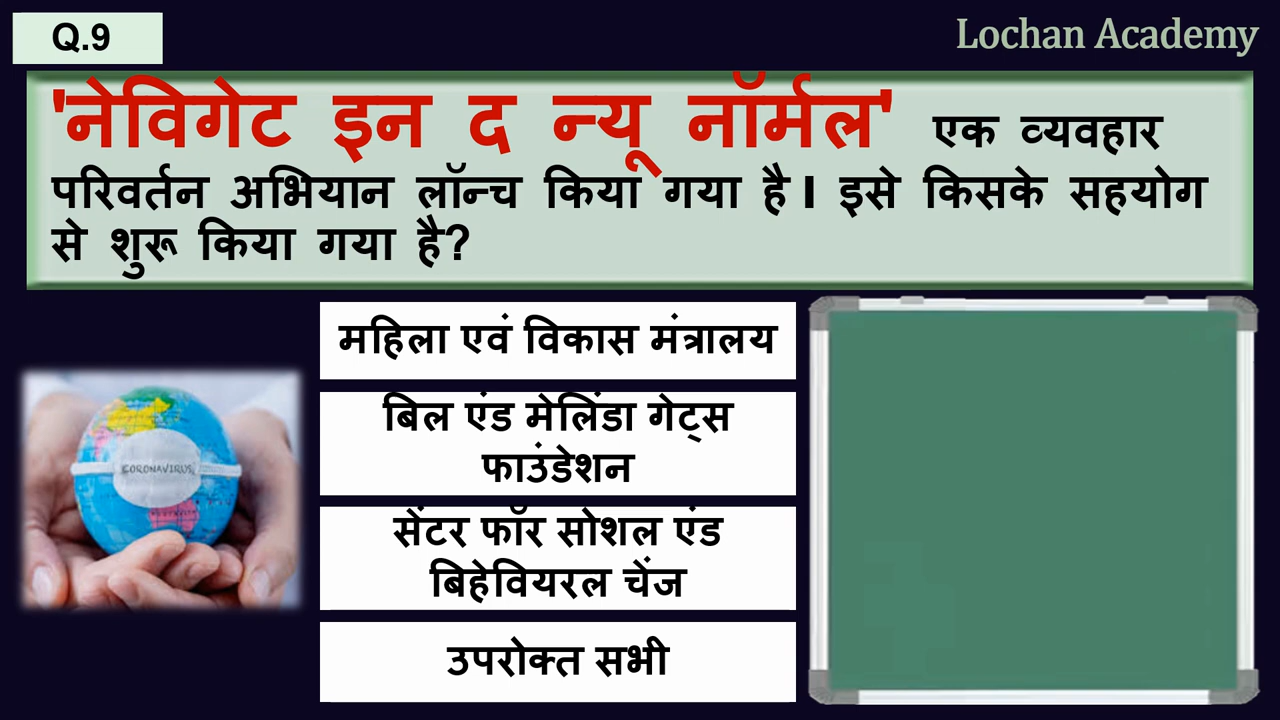 Q.9
Lochan Academy
'नेविगेट इन द न्यू नॉर्मल' एक व्यवहार
परिवर्तन अभियान लॉन्च किया गया है I इसे किसके सहयोग
से शुरू किया गया है?
महिला एवं विकास मंत्रालय
बिल एंड मेलिंडा गेट्स
फाउंडेशन
CORONAVIRUS
सेंटर फॉर सोशल एंड
बिहेवियरल चेंज
उपरोक्त सभी